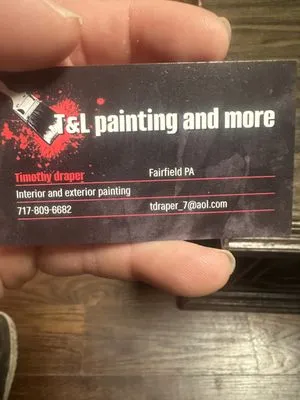 T&L painting and more
Timothy draper Fairfield PA
Interior and exterior painting
717-809-6682 tdraper_7@aol.com